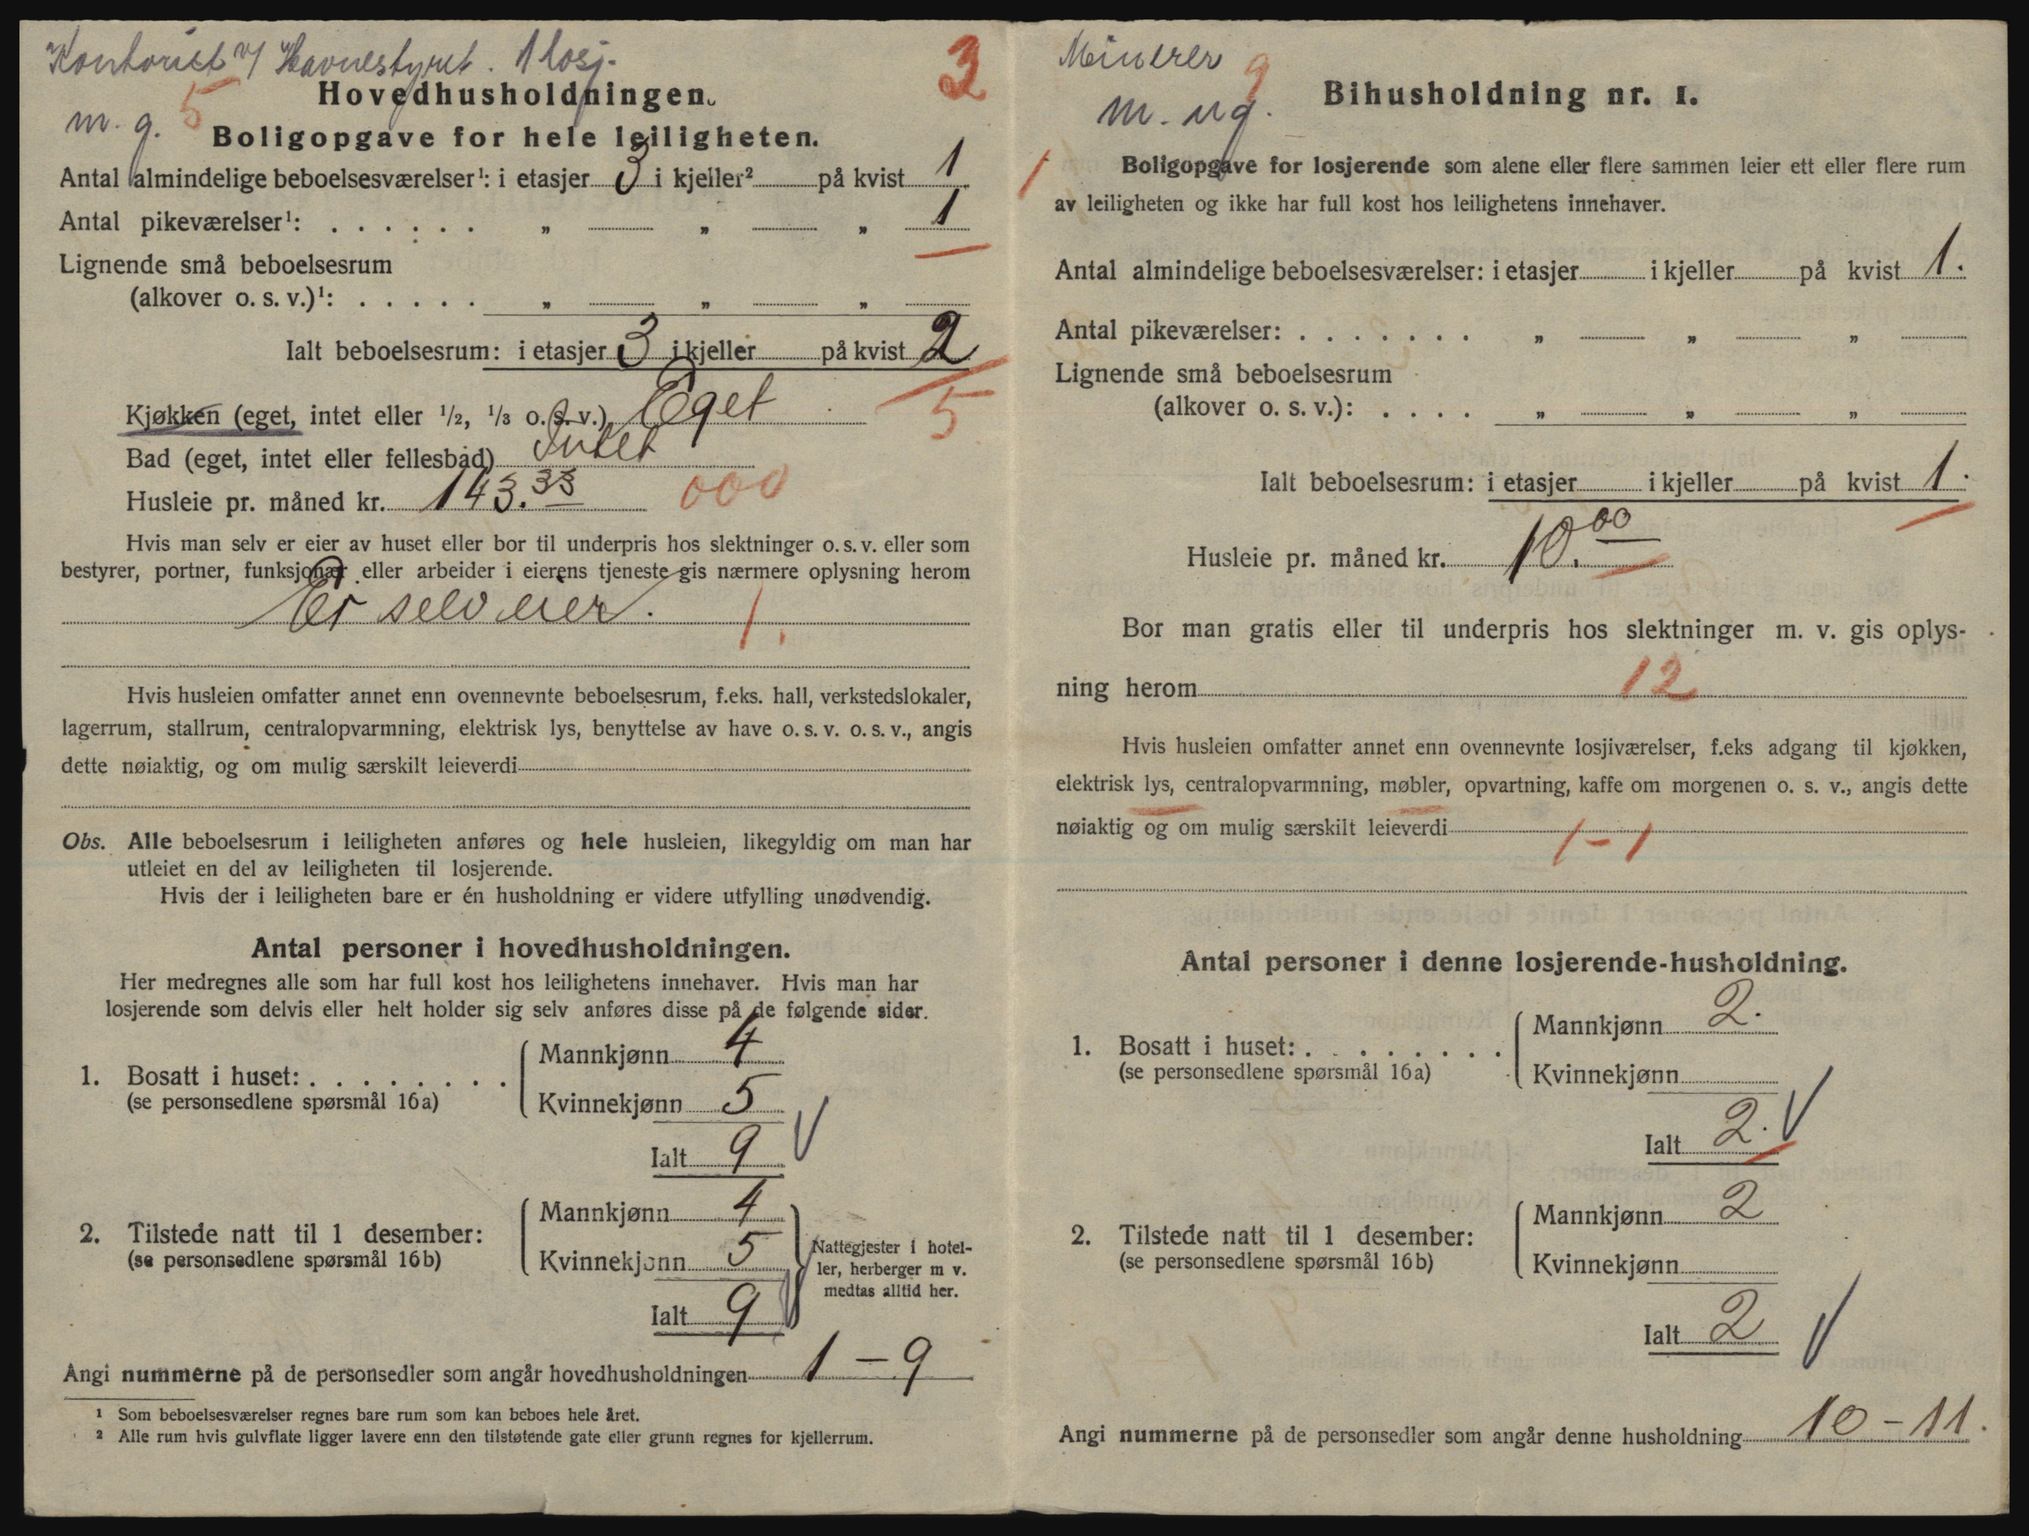 Kontorist v/ Havnestyret. 1 losj.
3
Hovedhusholdningen.
m. g. 5
Boligopgave for hele leiligheten.
Antal almindelige beboelsesværelser¹: i etasjer 3 i kjeller² på kvist 1
Antal pikeværelser¹: . . . . . . „ „ „ 1
Lignende små beboelsesrum
(alkover o. s. v.)¹: . . . . . „ „ „
Ialt beboelsesrum: i etasjer 3 i kjeller på kvist 2
Kjøkken (eget, intet eller 1/2, 1/3 o. s. v.) Eget
5
Bad (eget, intet eller fellesbad) Intet
Husleie pr. måned kr. 143.33 000
Hvis man selv er eier av huset eller bor til underpris hos slektninger o. s. v. eller som
bestyrer, portner, funksjonær eller arbeider i eierens tjeneste gis nærmere oplysning herom
Er selv eier. 1.
Hvis husleien omfatter annet enn ovennevnte beboelsesrum, f.eks. hall, verkstedslokaler,
lagerrum, stallrum, centralopvarmning, elektrisk lys, benyttelse av have o. s. v. o. s. v., angis
dette nøiaktig, og om mulig særskilt leieverdi
Obs. Alle beboelsesrum i leiligheten anføres og hele husleien, likegyldig om man har
utleiet en del av leiligheten til losjerende.
Hvis der i leiligheten bare er én husholdning er videre utfylling unødvendig.
Antal personer i hovedhusholdningen.
Her medregnes alle som har full kost hos leilighetens innehaver. Hvis man har
losjerende som delvis eller helt holder sig selv anføres disse på de følgende sider.
Mannkjønn 4
1. Bosatt i huset: . . . . . . . .
(se personsedlene spørsmål 16a)
Kvinnekjønn 5
Ialt 9
Mannkjønn 4
2. Tilstede natt til 1 desember:
(se personsedlene spørsmål 16b)
Kvinnekjønn 5
Ialt 9
Nattegjester i hotel-
ler, herberger m v.
medtas alltid her.
Angi nummerne på de personsedler som angår hovedhusholdningen 1 - 9
¹ Som beboelsesværelser regnes bare rum som kan beboes hele året.
² Alle rum hvis gulvflate ligger lavere enn den tilstøtende gate eller grunn regnes for kjellerrum.
Minerer 9
m. ug.
Bihusholdning nr. 1.
1
Boligopgave for losjerende som alene eller flere sammen leier ett eller flere rum
av leiligheten og ikke har full kost hos leilighetens innehaver.
Antal almindelige beboelsesværelser: i etasjer i kjeller på kvist 1.
Antal pikeværelser: . . . . . . . „ „ „
Lignende små beboelsesrum
(alkover o. s. v.): . . . . „ „ „
Ialt beboelsesrum: i etasjer i kjeller på kvist 1.
Husleie pr. måned kr. 10.00
Bor man gratis eller til underpris hos slektninger m. v. gis oplys-
ning herom 12
Hvis husleien omfatter annet enn ovennevnte losjiværelser, f.eks adgang til kjøkken,
elektrisk lys, centralopvarmning, møbler, opvartning, kaffe om morgenen o. s. v., angis dette
nøiaktig og om mulig særskilt leieverdi 1 - 1
Antal personer i denne losjerende-husholdning.
Mannkjønn 2.
1. Bosatt i huset: . . . . . . . .
(se personsedlene spørsmål 16a)
Kvinnekjønn
Ialt 2.
Mannkjønn 2
2. Tilstede natt til 1 desember:
(se personsedlene spørsmål 16b)
Kvinnekjønn
Ialt 2
Angi nummerne på de personsedler som angår denne husholdning 10 - 11.